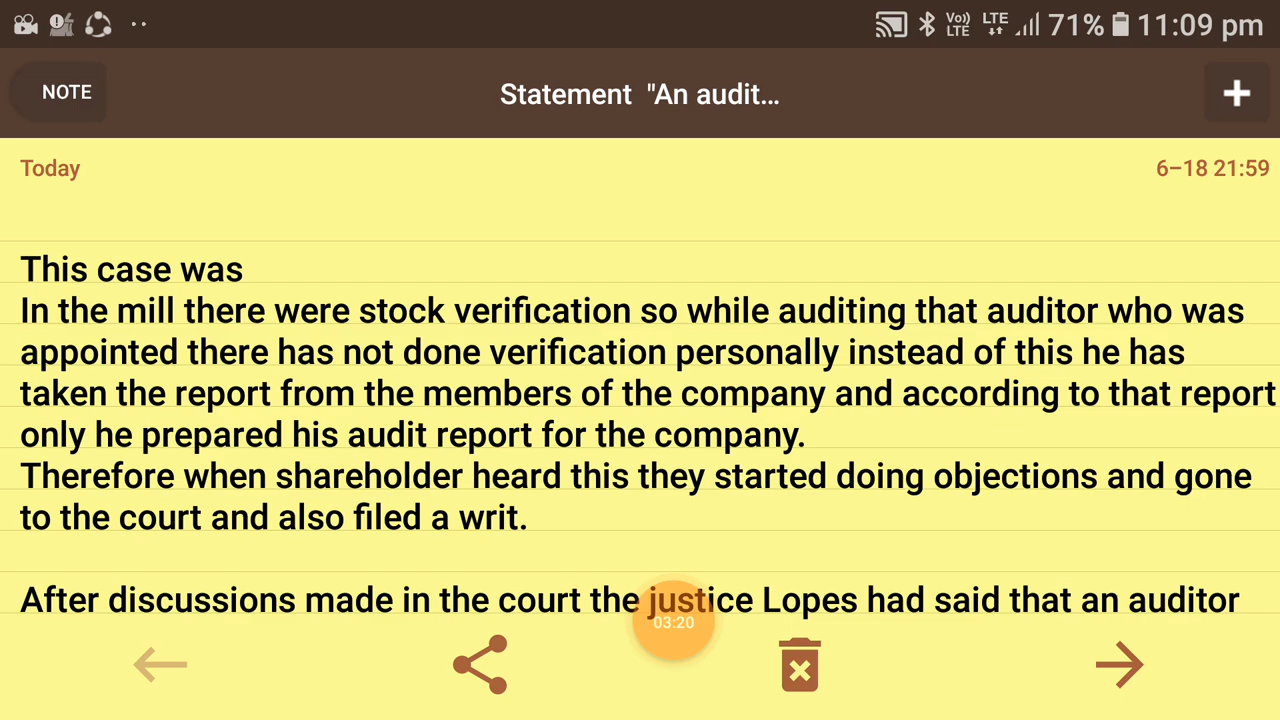 71% 11:09 pm
NOTE
Statement "An audit...
Today
6-18 21:59
This case was
In the mill there were stock verification so while auditing that auditor who was
appointed there has not done verification personally instead of this he has
taken the report from the members of the company and according to that report
only he prepared his audit report for the company.
Therefore when shareholder heard this they started doing objections and gone
to the court and also filed a writ.
After discussions made in the court the justice Lopes had said that an auditor
03:20